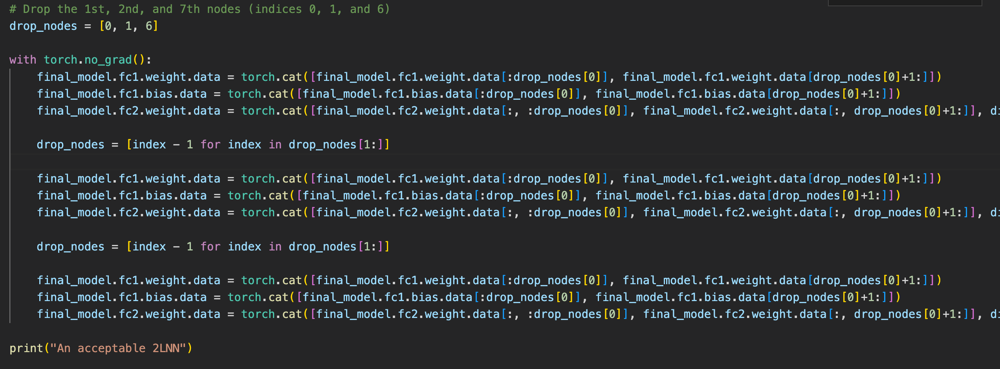 # Drop the 1st, 2nd, and 7th nodes (indices 0, 1, and 6)
drop_nodes = [0, 1, 6]
with torch.no_grad():
final_model.fc1.weight.data = torch.cat([final_model.fc1.weight.data[:drop_nodes[0]], final_model.fc1.weight.data[drop_nodes[0]+1:]])
final_model.fc1.bias.data = torch.cat([final_model.fc1.bias.data[:drop_nodes[0]], final_model.fc1.bias.data[drop_nodes[0]+1:]])
final_model.fc2.weight.data = torch.cat([final_model.fc2.weight.data[:, :drop_nodes[0]], final_model.fc2.weight.data[:, drop_nodes[0]+1:]],
drop_nodes = [index - 1 for index in drop_nodes[1:]]
final_model.fc1.weight.data = torch.cat([final_model.fc1.weight.data[:drop_nodes[0]], final_model.fc1.weight.data[drop_nodes[0]+1:]])
final_model.fc1.bias.data = torch.cat([final_model.fc1.bias.data[:drop_nodes[0]], final_model.fc1.bias.data[drop_nodes[0]+1:]])
final_model.fc2.weight.data = torch.cat([final_model.fc2.weight.data[:, :drop_nodes[0]], final_model.fc2.weight.data[:, drop_nodes[0]+1:]],
drop_nodes = [index - 1 for index in drop_nodes[1:]]
final_model.fc1.weight.data = torch.cat([final_model.fc1.weight.data[:drop_nodes[0]], final_model.fc1.weight.data[drop_nodes[0]+1:]])
final_model.fc1.bias.data = torch.cat([final_model.fc1.bias.data[:drop_nodes[0]], final_model.fc1.bias.data[drop_nodes[0]+1:]])
final_model.fc2.weight.data = torch.cat([final_model.fc2.weight.data[:, :drop_nodes[0]], final_model.fc2.weight.data[:, drop_nodes[0]+1:]],
print("An acceptable 2LNN")